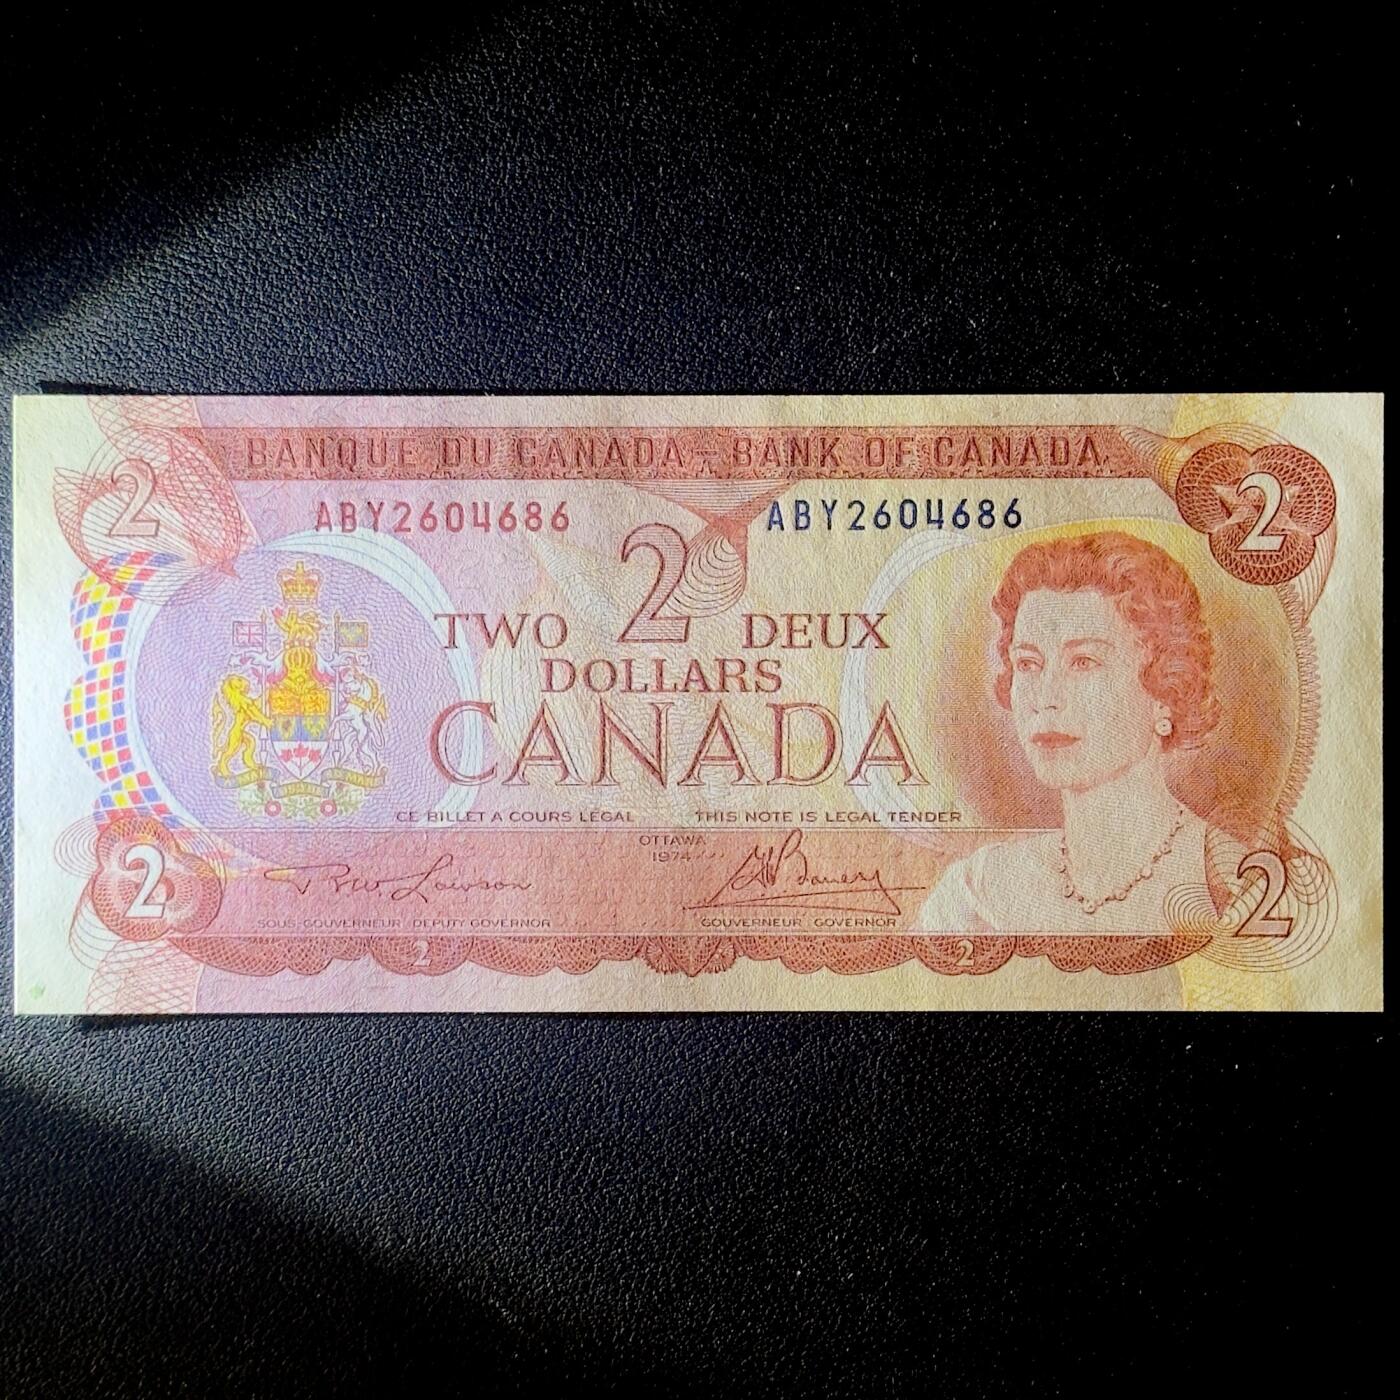 BANQUE DU CANADA – BANK OF CANADA
2 2
ABY2604686 ABY2604686
2
TWO DEUX
DOLLARS
CANADA
CE BILLET A COURS LÉGAL THIS NOTE IS LEGAL TENDER
OTTAWA
1974
2 2
SOUS-GOUVERNEUR DEPUTY GOVERNOR GOUVERNEUR GOVERNOR
2 2